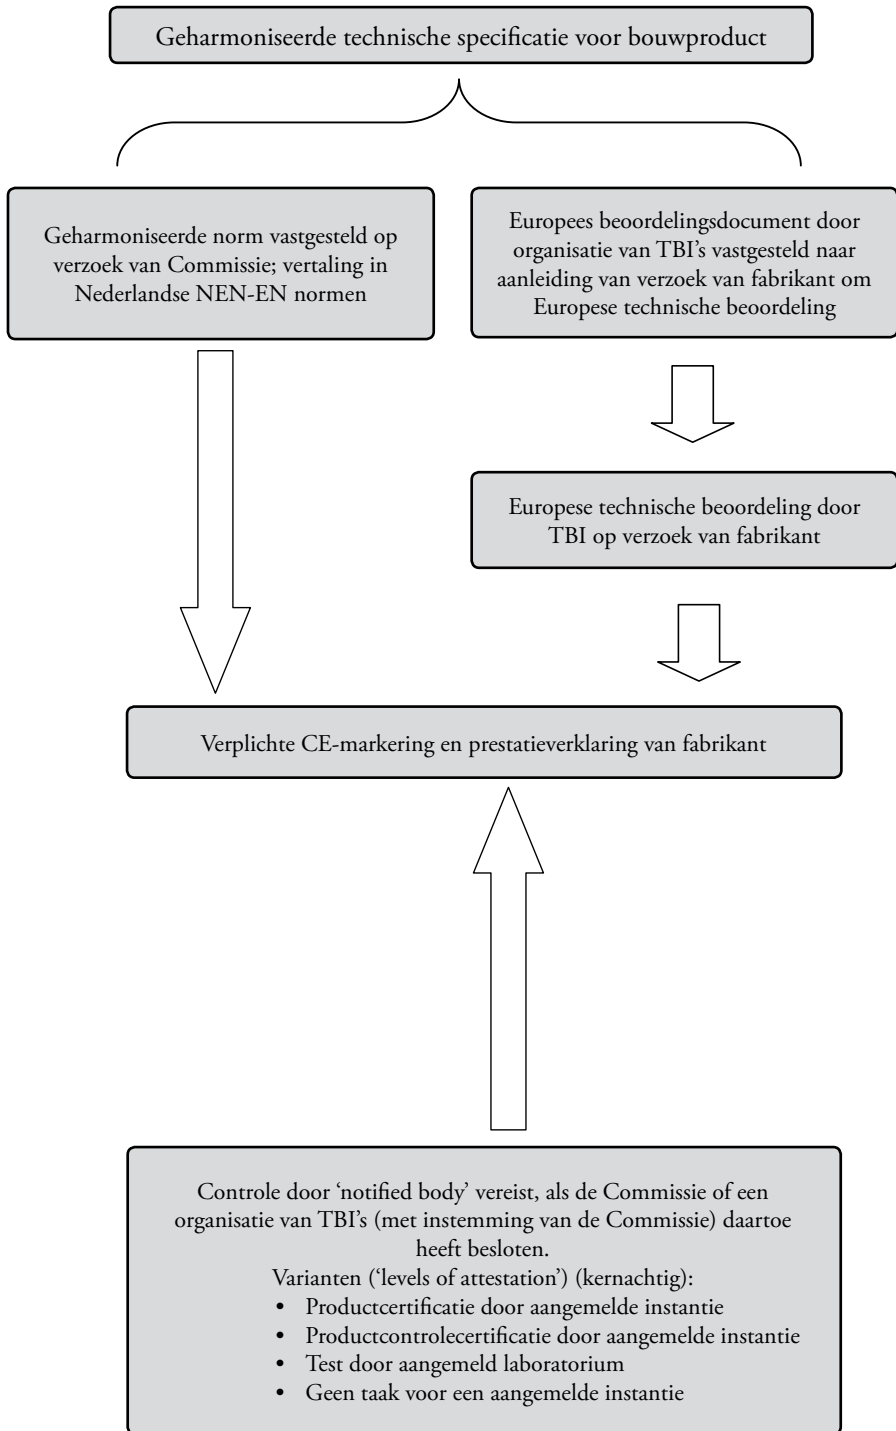 Geharmoniseerde technische specificatie voor bouwproduct
Geharmoniseerde norm vastgesteld op
verzoek van Commissie; vertaling in
Nederlandse NEN-EN normen
Europees beoordelingsdocument door
organisatie van TBI's vastgesteld naar
aanleiding van verzoek van fabrikant om
Europese technische beoordeling
Europese technische beoordeling door
TBI op verzoek van fabrikant
Verplichte CE-markering en prestatieverklaring van fabrikant
Controle door ‘notified body’ vereist, als de Commissie of een
organisatie van TBI’s (met instemming van de Commissie) daartoe
heeft besloten.
Varianten (‘levels of attestation’) (kernachtig):
• Productcertificatie door aangemelde instantie
• Productcontrolecertificatie door aangemelde instantie
• Test door aangemeld laboratorium
• Geen taak voor een aangemelde instantie